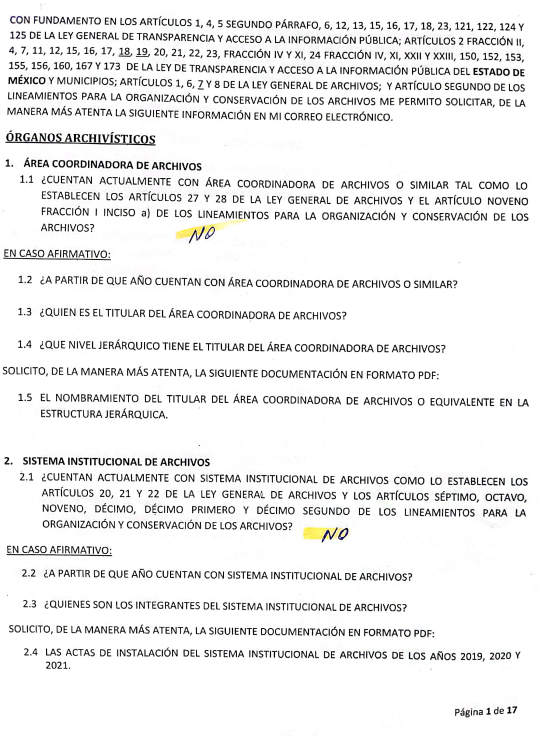 CON FUNDAMENTO EN LOS ARTÍCULOS 1, 4, 5 SEGUNDO PÁRRAFO, 6, 12, 13, 15, 16, 17, 18, 23, 121, 122, 124 Y
125 DE LA LEY GENERAL DE TRANSPARENCIA Y ACCESO A LA INFORMACIÓN PÚBLICA; ARTÍCULOS 2 FRACCIÓN II,
4, 7, 11, 12, 15, 16, 17, 18, 19, 20, 21, 22, 23, FRACCIÓN IV Y XI, 24 FRACCIÓN IV, XI, XXII Y XXIII, 150, 152, 153,
155, 156, 160, 167 Y 173 DE LA LEY DE TRANSPARENCIA Y ACCESO A LA INFORMACIÓN PÚBLICA DEL ESTADO DE
MÉXICO Y MUNICIPIOS; ARTÍCULOS 1, 6, 7 Y 8 DE LA LEY GENERAL DE ARCHIVOS; Y ARTÍCULO SEGUNDO DE LOS
LINEAMIENTOS PARA LA ORGANIZACIÓN Y CONSERVACIÓN DE LOS ARCHIVOS ME PERMITO SOLICITAR, DE LA
MANERA MÁS ATENTA LA SIGUIENTE INFORMACIÓN EN MI CORREO ELECTRÓNICO.
ÓRGANOS ARCHIVÍSTICOS
1. ÁREA COORDINADORA DE ARCHIVOS
1.1 ¿CUENTAN ACTUALMENTE CON ÁREA COORDINADORA DE ARCHIVOS O SIMILAR TAL COMO LO
ESTABLECEN LOS ARTÍCULOS 27 Y 28 DE LA LEY GENERAL DE ARCHIVOS Y EL ARTÍCULO NOVENO
FRACCIÓN I INCISO a) DE LOS LINEAMIENTOS PARA LA ORGANIZACIÓN Y CONSERVACIÓN DE LOS
ARCHIVOS?
NO
EN CASO AFIRMATIVO:
1.2 ¿A PARTIR DE QUE AÑO CUENTAN CON ÁREA COORDINADORA DE ARCHIVOS O SIMILAR?
1.3 ¿QUIEN ES EL TITULAR DEL ÁREA COORDINADORA DE ARCHIVOS?
1.4 ¿QUE NIVEL JERÁRQUICO TIENE EL TITULAR DEL ÁREA COORDINADORA DE ARCHIVOS?
SOLICITO, DE LA MANERA MÁS ATENTA, LA SIGUIENTE DOCUMENTACIÓN EN FORMATO PDF:
1.5 EL NOMBRAMIENTO DEL TITULAR DEL ÁREA COORDINADORA DE ARCHIVOS O EQUIVALENTE EN LA
ESTRUCTURA JERÁRQUICA.
2. SISTEMA INSTITUCIONAL DE ARCHIVOS
2.1 ¿CUENTAN ACTUALMENTE CON SISTEMA INSTITUCIONAL DE ARCHIVOS COMO LO ESTABLECEN LOS
ARTÍCULOS 20, 21 Y 22 DE LA LEY GENERAL DE ARCHIVOS Y LOS ARTÍCULOS SÉPTIMO, OCTAVO,
NOVENO, DÉCIMO, DÉCIMO PRIMERO Y DÉCIMO SEGUNDO DE LOS LINEAMIENTOS PARA LA
ORGANIZACIÓN Y CONSERVACIÓN DE LOS ARCHIVOS?
NO
EN CASO AFIRMATIVO:
2.2 ¿A PARTIR DE QUE AÑO CUENTAN CON SISTEMA INSTITUCIONAL DE ARCHIVOS?
2.3 ¿QUIENES SON LOS INTEGRANTES DEL SISTEMA INSTITUCIONAL DE ARCHIVOS?
SOLICITO, DE LA MANERA MÁS ATENTA, LA SIGUIENTE DOCUMENTACIÓN EN FORMATO PDF:
2.4 LAS ACTAS DE INSTALACIÓN DEL SISTEMA INSTITUCIONAL DE ARCHIVOS DE LOS AÑOS 2019, 2020 Y
2021.
Página 1 de 17